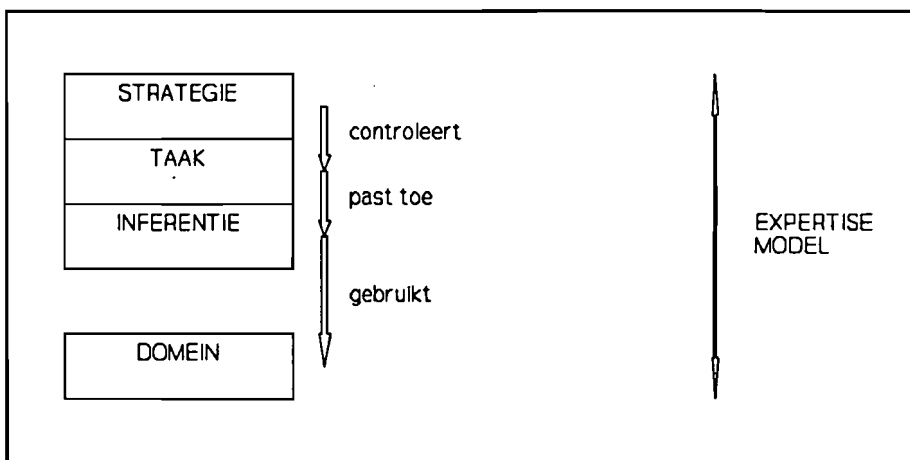 STRATEGIE
controleert
TAAK
past toe
INFERENTIE
EXPERTISE
MODEL
gebruikt
DOMEIN